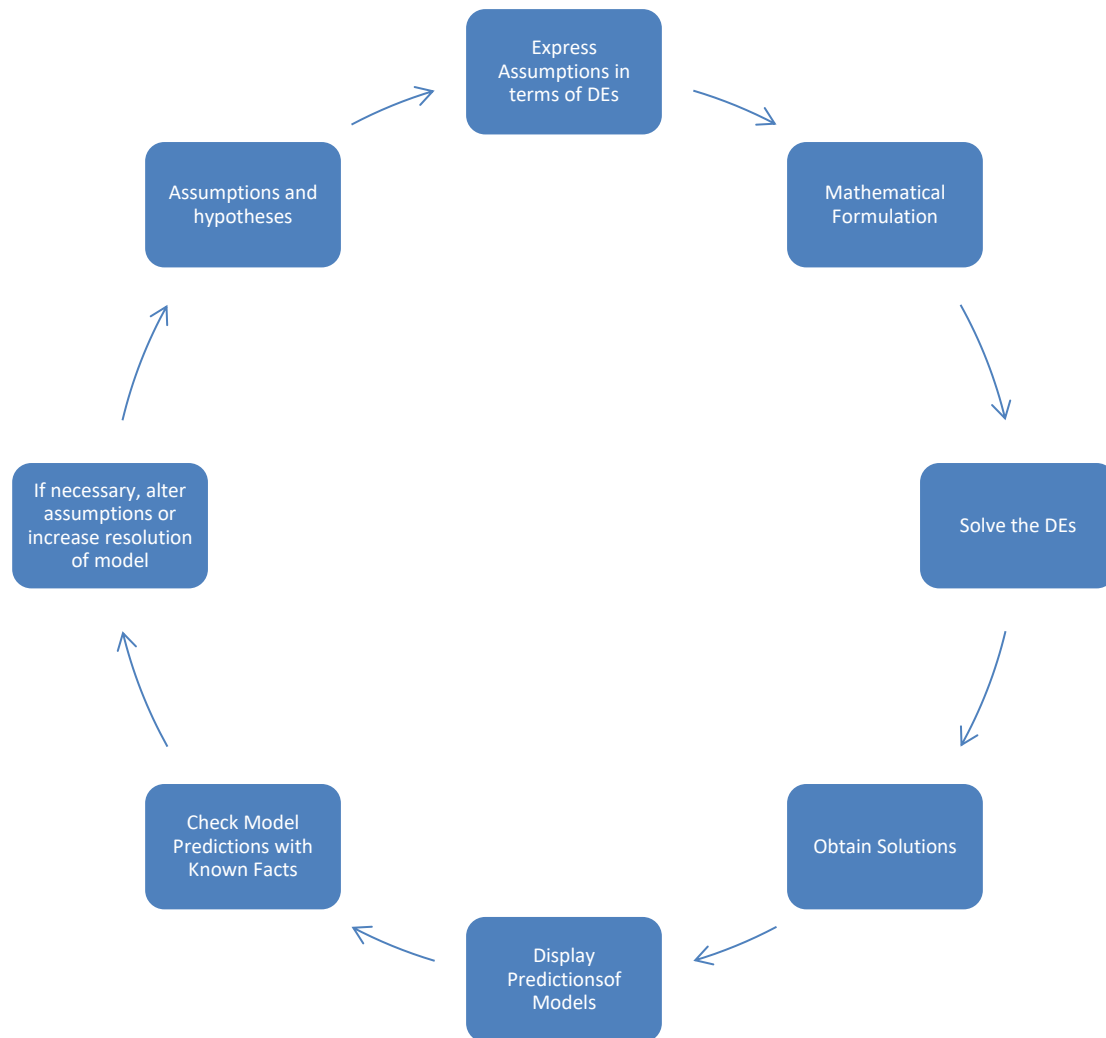 Express
Assumptions in
terms of DEs
Mathematical
Formulation
Solve the DEs
Obtain Solutions
Display
Predictionsof
Models
Check Model
Predictions with
Known Facts
If necessary, alter
assumptions or
increase resolution
of model
Assumptions and
hypotheses